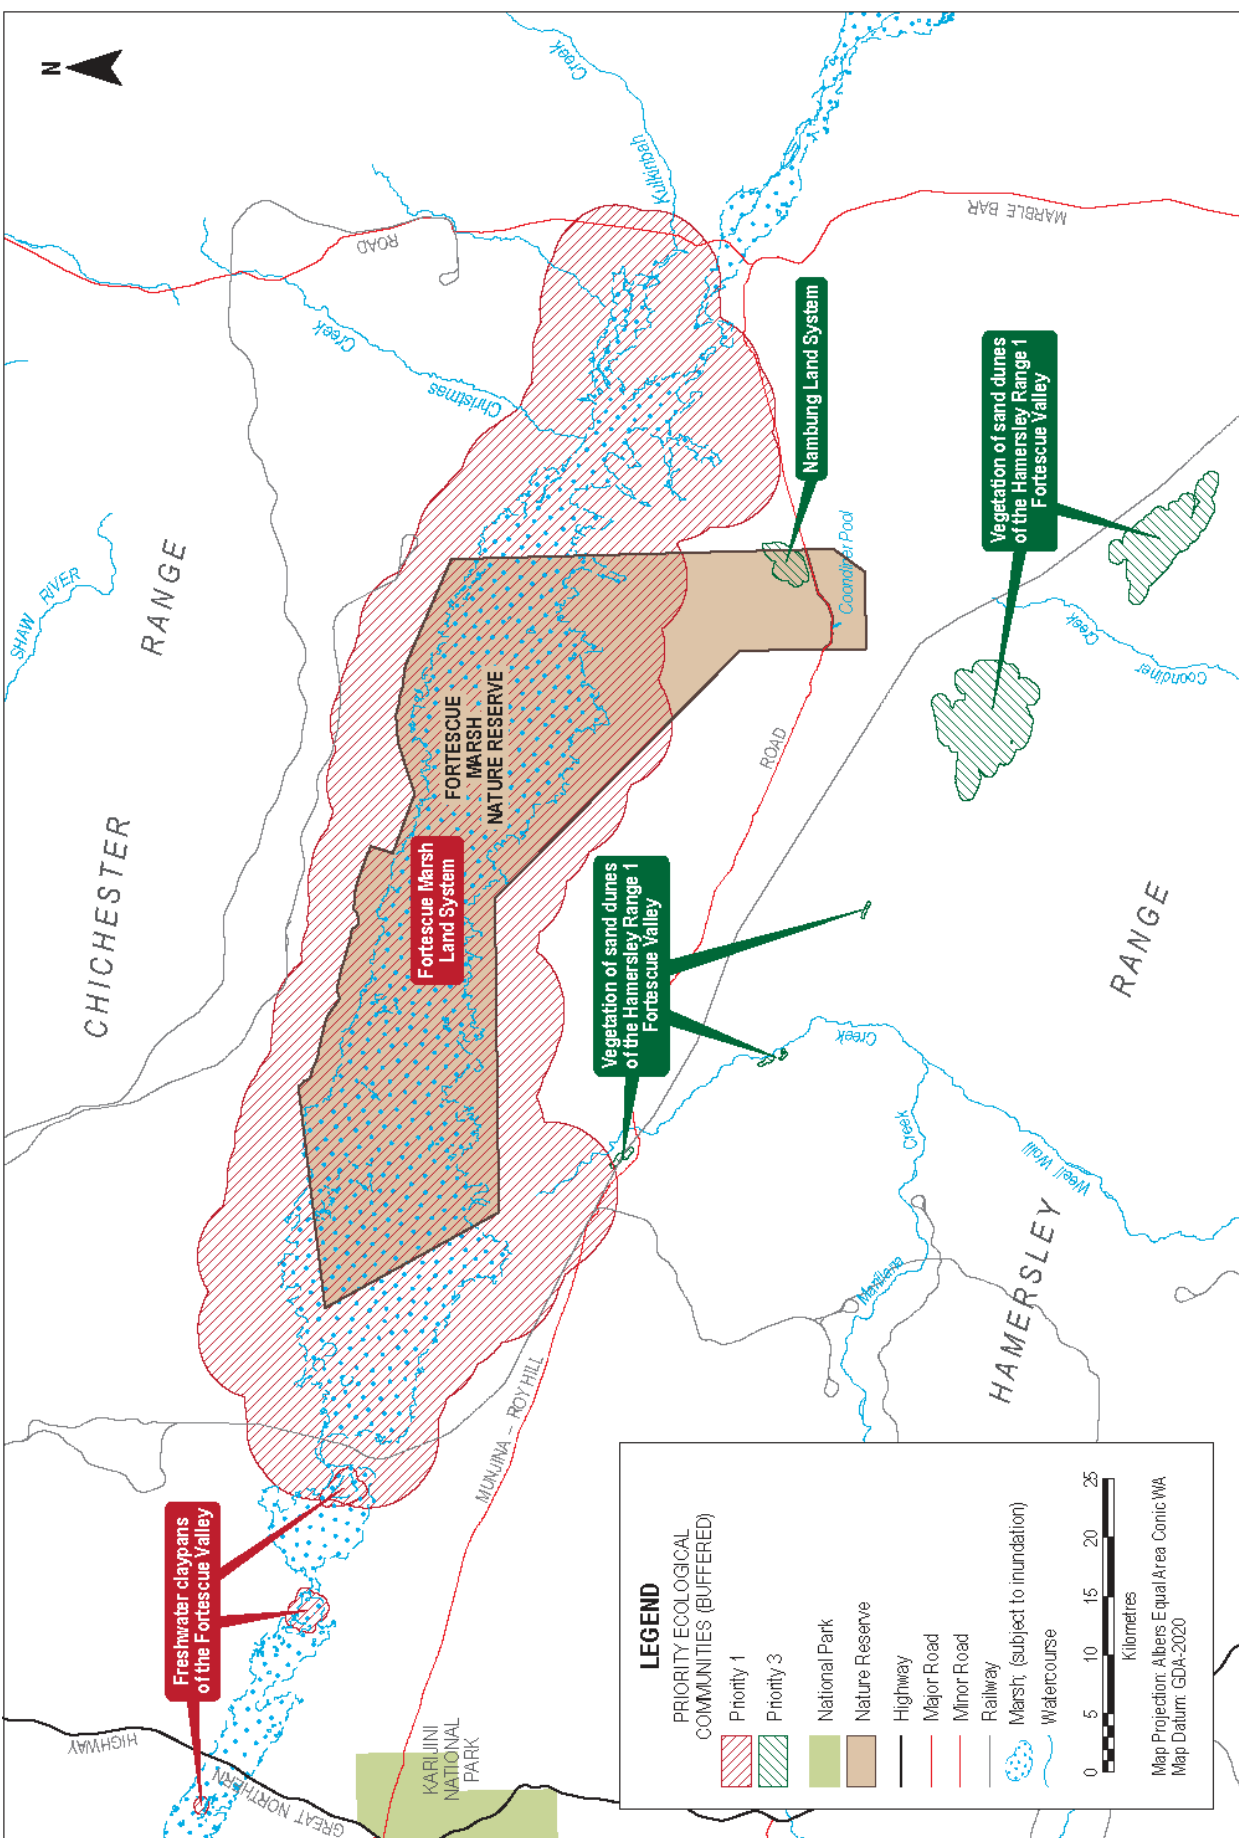 N
SHAW RIVER
CHICHESTER
RANGE
Creek
Kulkinbah
ROAD
Creek
Christmas
MARBLE BAR
Freshwater claypans
of the Fortescue Valley
HIGHWAY
GREAT NORTHERN
KARIJINI
NATIONAL
PARK
Fortescue Marsh
Land System
FORTESCUE
MARSH
NATURE RESERVE
MUNJINA – ROY HILL
ROAD
Nambung Land System
Coondiner Pool
Vegetation of sand dunes
of the Hamersley Range 1
Fortescue Valley
Vegetation of sand dunes
of the Hamersley Range 1
Fortescue Valley
Creek
Coondiner
Creek
Weeli Wolli
Creek
Marillana
HAMERSLEY
RANGE
LEGEND
PRIORITY ECOLOGICAL
COMMUNITIES (BUFFERED)
Priority 1
Priority 3
National Park
Nature Reserve
Highway
Major Road
Minor Road
Railway
Marsh; (subject to inundation)
Watercourse
0 5 10 15 20 25
Kilometres
Map Projection: Albers Equal Area Conic WA
Map Datum: GDA-2020